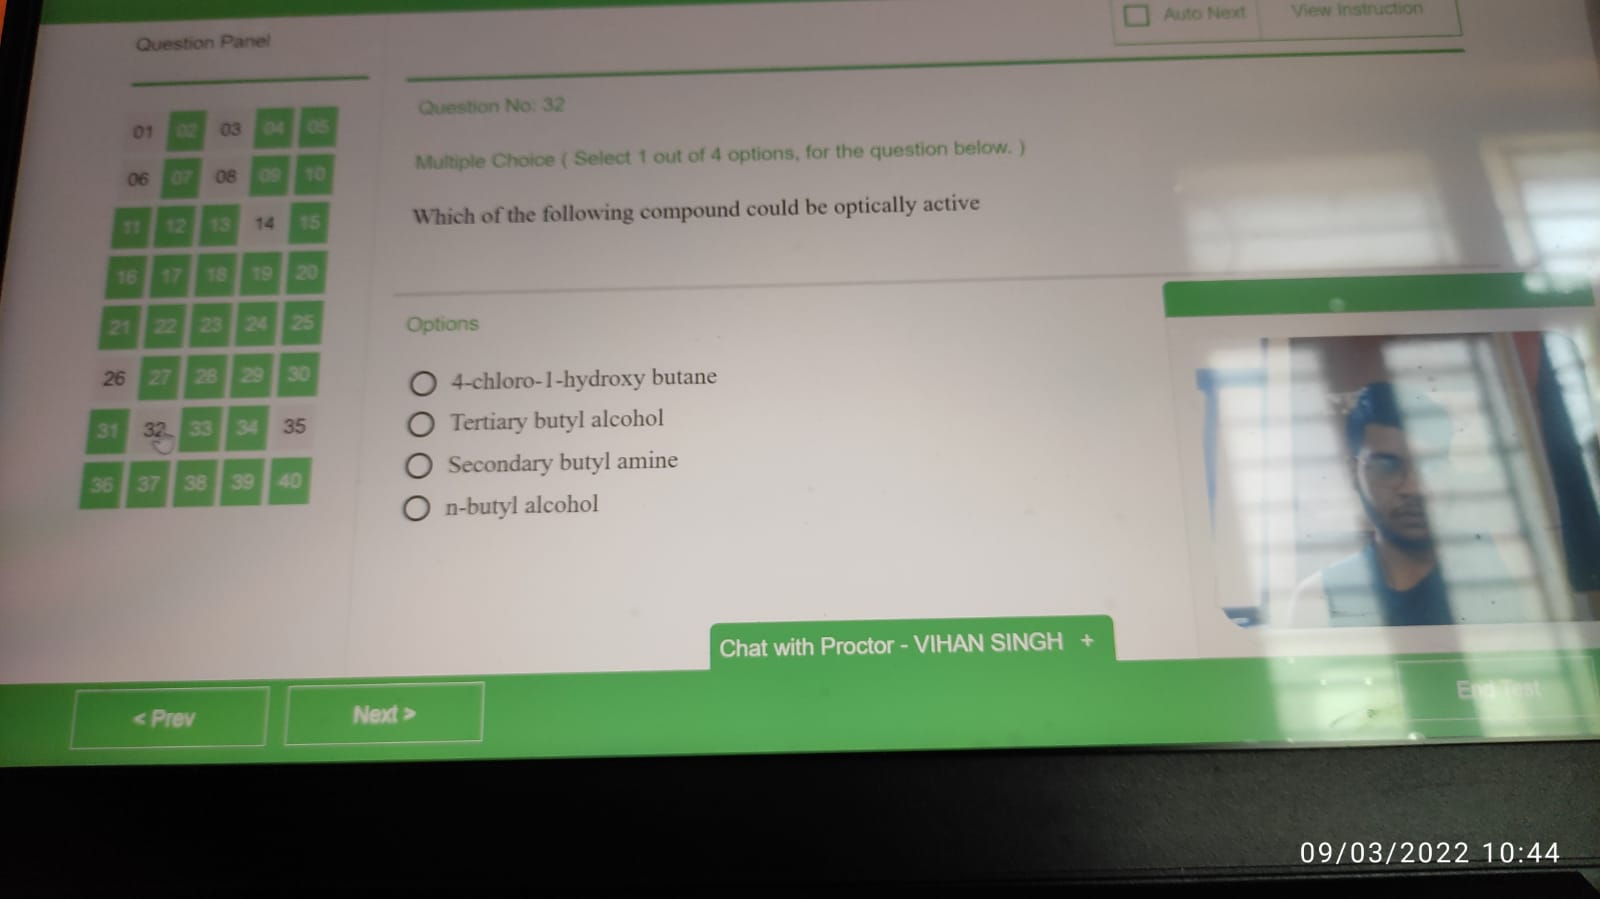 Question Panel
Auto Next
View Instruction
01 02 03 04 05
06 07 08 09 10
11 12 13 14 15
16 17 18 19 20
21 22 23 24 25
26 27 28 29 30
31 32 33 34 35
36 37 38 39 40
Question No: 32
Multiple Choice ( Select 1 out of 4 options, for the question below. )
Which of the following compound could be optically active
Options
4-chloro-1-hydroxy butane
Tertiary butyl alcohol
Secondary butyl amine
n-butyl alcohol
Chat with Proctor - VIHAN SINGH +
< Prev
Next >
End Test
09/03/2022 10:44